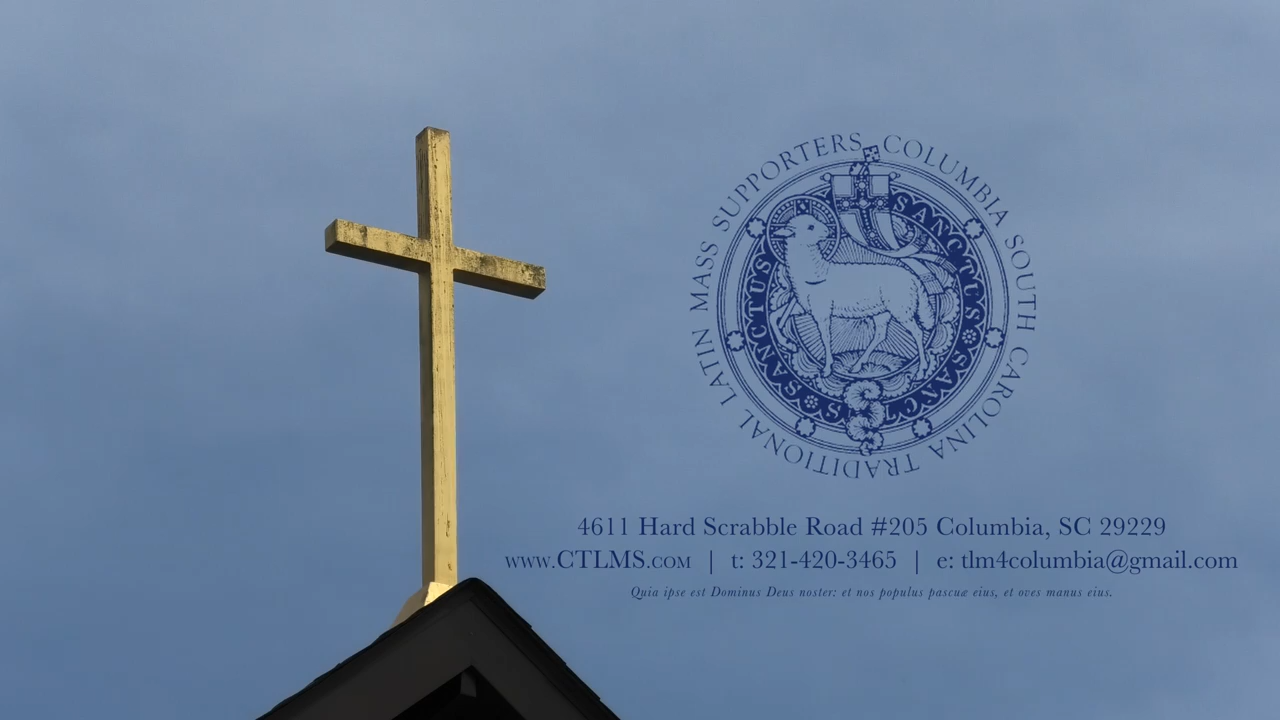 COLUMBIA SOUTH CAROLINA TRADITIONAL LATIN MASS SUPPORTERS
SANCTUS SANCTUS SANC
4611 Hard Scrabble Road #205 Columbia, SC 29229
www.CTLMS.COM | t: 321-420-3465 | e: tlm4columbia@gmail.com
Quia ipse est Dominus Deus noster: et nos populus pascuæ eius, et oves manus eius.